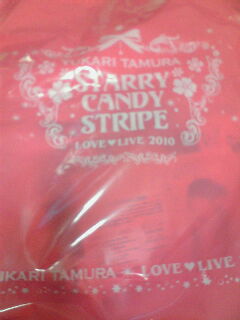 YUKARI TAMURA
STARRY
CANDY
STRIPE
LOVE♥LIVE 2010
UKARI TAMURA ★ LOVE♥LIVE